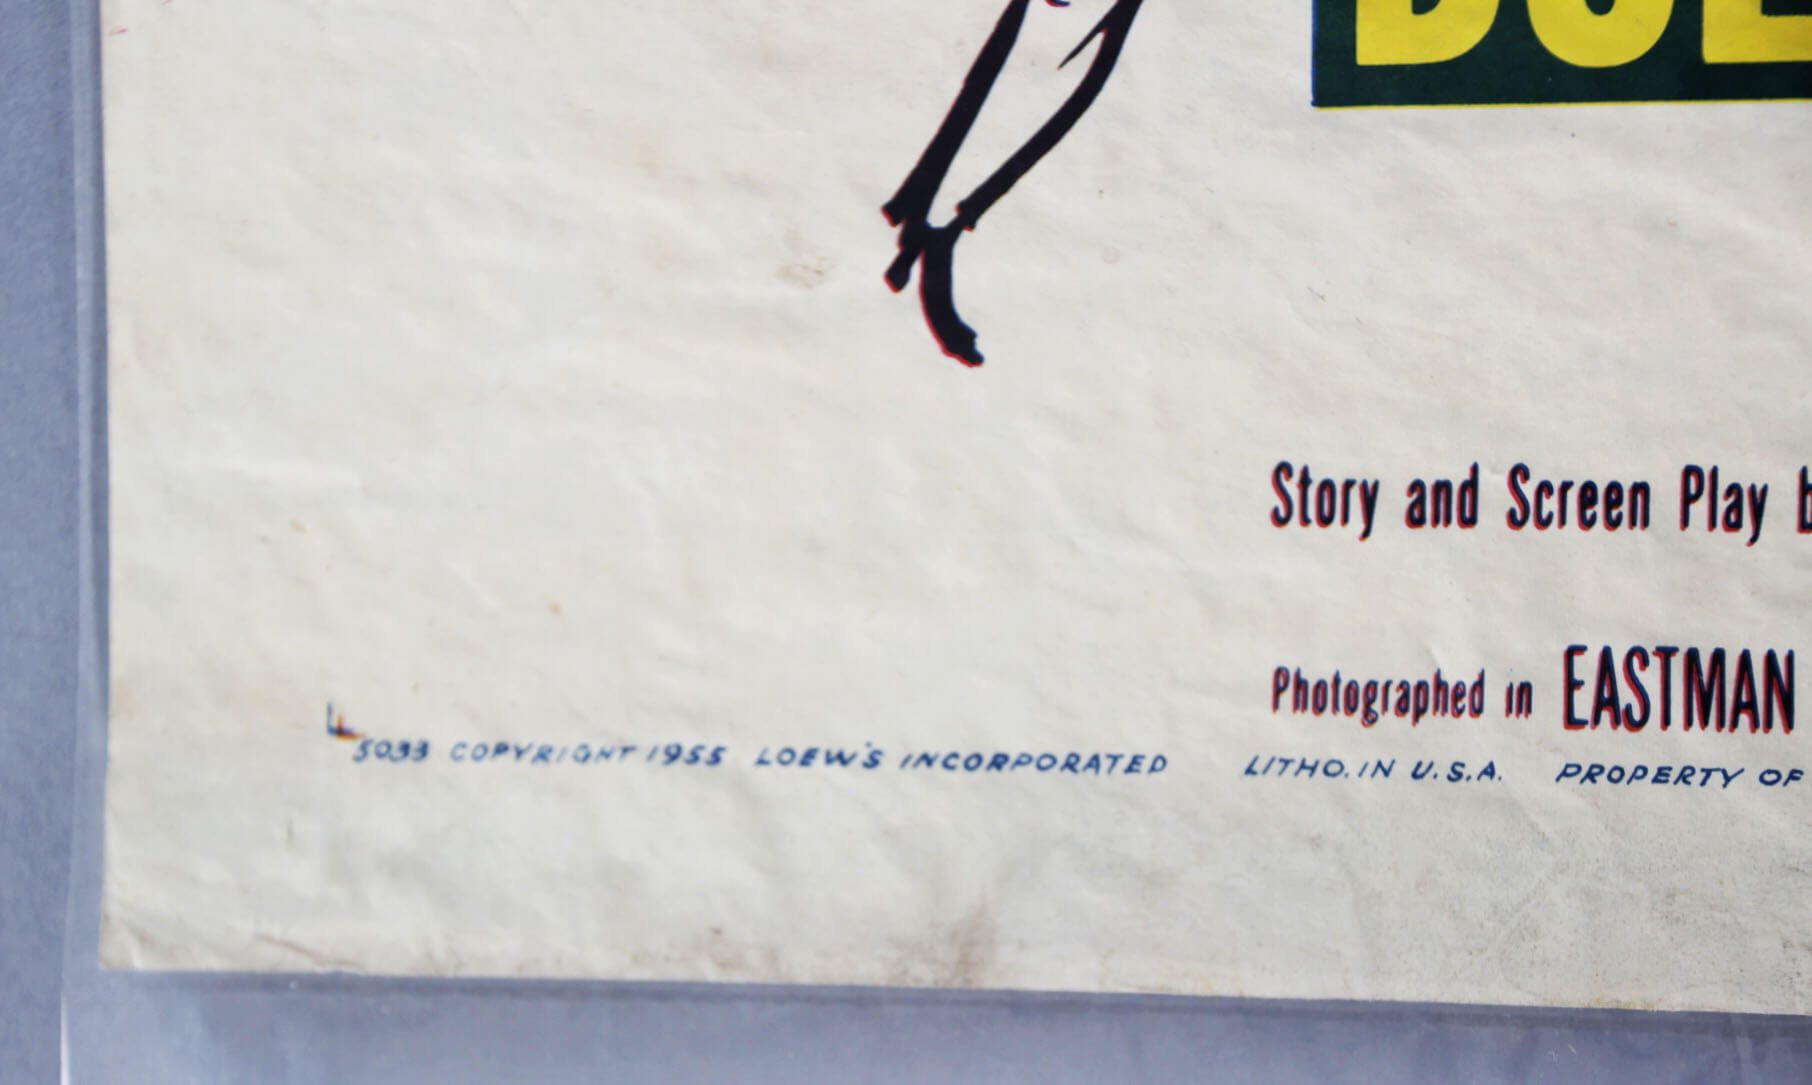 Story and Screen Play
Photographed in EASTMAN
5033 COPYRIGHT 1955 LOEW'S INCORPORATED LITHO. IN U.S.A. PROPERTY OF